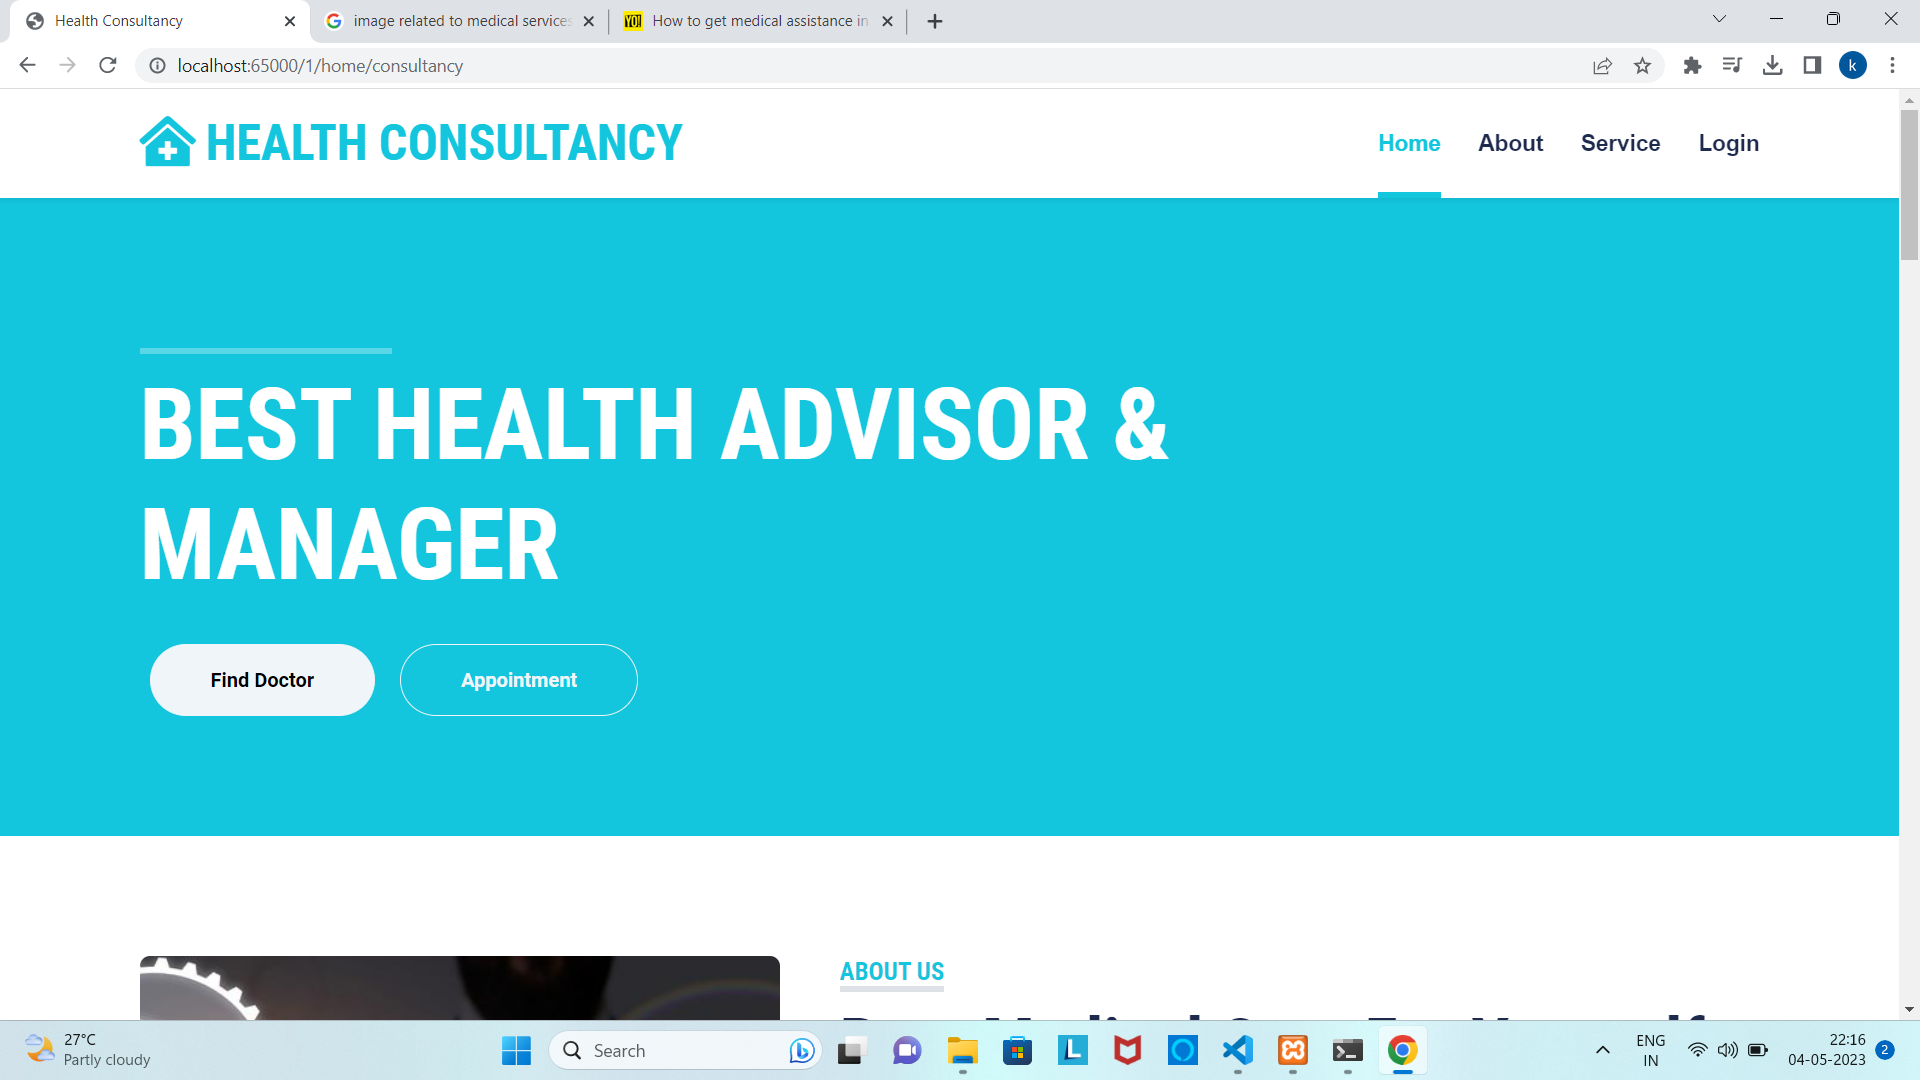 Health Consultancy
image related to medical services
How to get medical assistance in
localhost:65000/1/home/consultancy
k
HEALTH CONSULTANCY
Home
About
Service
Login
BEST HEALTH ADVISOR &
MANAGER
Find Doctor
Appointment
ABOUT US
27°C
Partly cloudy
Search
ENG
IN
22:16
04-05-2023
2